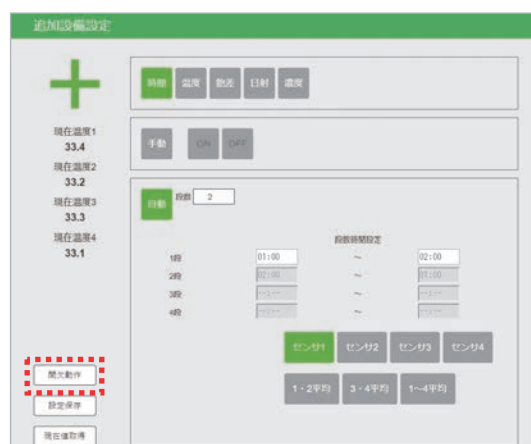 追加設備設定
時間 温度 飽差 日射 濃度
現在温度1
33.4
現在温度2
33.2
現在温度3
33.3
現在温度4
33.1
手動 ON OFF
自動 段数 2
段数時間設定
1段 01:00 ~ 02:00
2段 02:00 ~ 01:00
3段 --:-- ~ --:--
4段 --:-- ~ --:--
センサ1 センサ2 センサ3 センサ4
1・2平均 3・4平均 1~4平均
間欠動作
設定保存
現在値取得